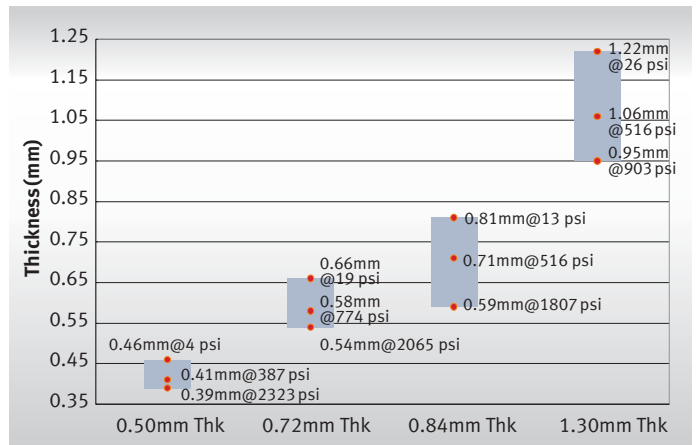 Thickness (mm)
1.25
1.15
1.05
0.95
0.85
0.75
0.65
0.55
0.45
0.35
1.22mm
@26 psi
1.06mm
@516 psi
0.95mm
@903 psi
0.81mm@13 psi
0.71mm@516 psi
0.59mm@1807 psi
0.66mm
@19 psi
0.58mm
@774 psi
0.54mm@2065 psi
0.46mm@4 psi
0.41mm@387 psi
0.39mm@2323 psi
0.50mm Thk
0.72mm Thk
0.84mm Thk
1.30mm Thk